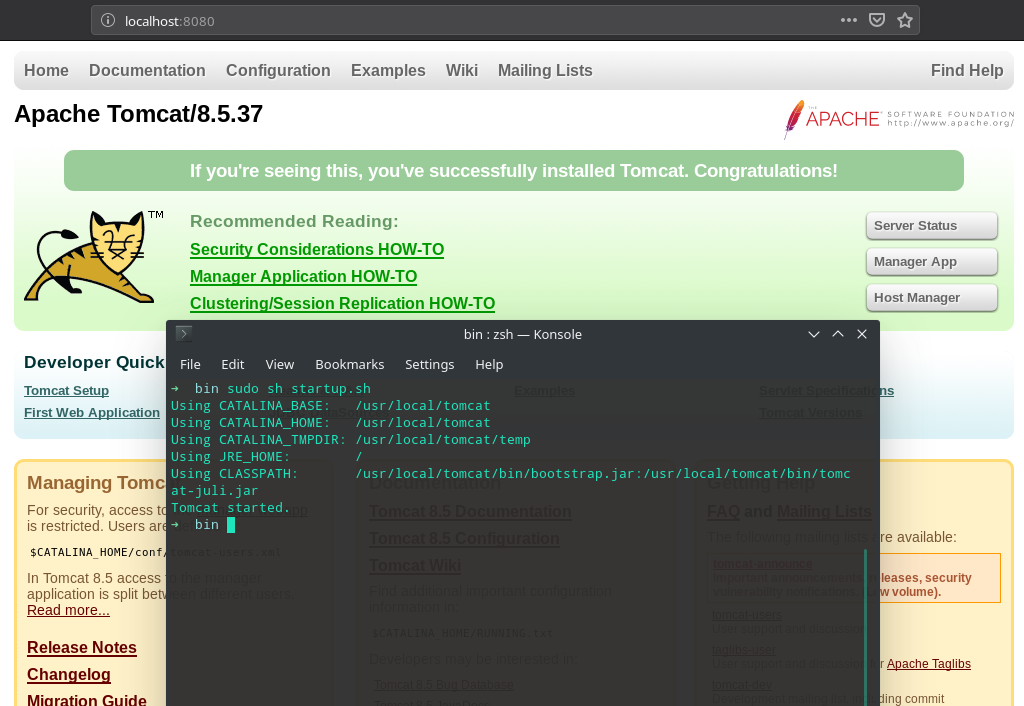 localhost:8080
Home Documentation Configuration Examples Wiki Mailing Lists Find Help
Apache Tomcat/8.5.37
THE APACHE SOFTWARE FOUNDATION
http://www.apache.org/
If you're seeing this, you've successfully installed Tomcat. Congratulations!
TM
Recommended Reading:
Security Considerations HOW-TO
Manager Application HOW-TO
Clustering/Session Replication HOW-TO
Server Status
Manager App
Host Manager
bin : zsh — Konsole
File Edit View Bookmarks Settings Help
➜ bin sudo sh startup.sh
Using CATALINA_BASE: /usr/local/tomcat
Using CATALINA_HOME: /usr/local/tomcat
Using CATALINA_TMPDIR: /usr/local/tomcat/temp
Using JRE_HOME: /
Using CLASSPATH: /usr/local/tomcat/bin/bootstrap.jar:/usr/local/tomcat/bin/tomc
at-juli.jar
Tomcat started.
➜ bin
Developer Quick
Tomcat Setup
First Web Application
Examples
Servlet Specifications
Tomcat Versions
Managing Tomc
For security, access to app
is restricted. Users are
$CATALINA_HOME/conf/tomcat-users.xml
In Tomcat 8.5 access to the manager
application is split between different users.
Read more...
Release Notes
Changelog
Migration Guide
Documentation
Tomcat 8.5 Documentation
Tomcat 8.5 Configuration
Tomcat Wiki
Find additional important configuration
information in:
$CATALINA_HOME/RUNNING.txt
Developers may be interested in:
Tomcat 8.5 Bug Database
Getting Help
FAQ and Mailing Lists
The following mailing lists are available:
tomcat-announce
Important announcements, releases, security
vulnerability notifications. (Low volume).
tomcat-users
User support and discussion
taglibs-user
User support and discussion for Apache Taglibs
tomcat-dev
Development mailing list, including commit